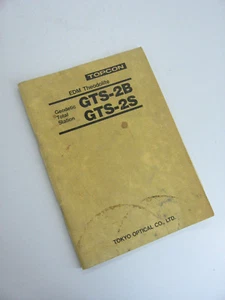 TOPCON
EDM Theodolite
Geodetic
Total
Station
GTS-2B
GTS-2S
TOKYO OPTICAL CO., LTD.